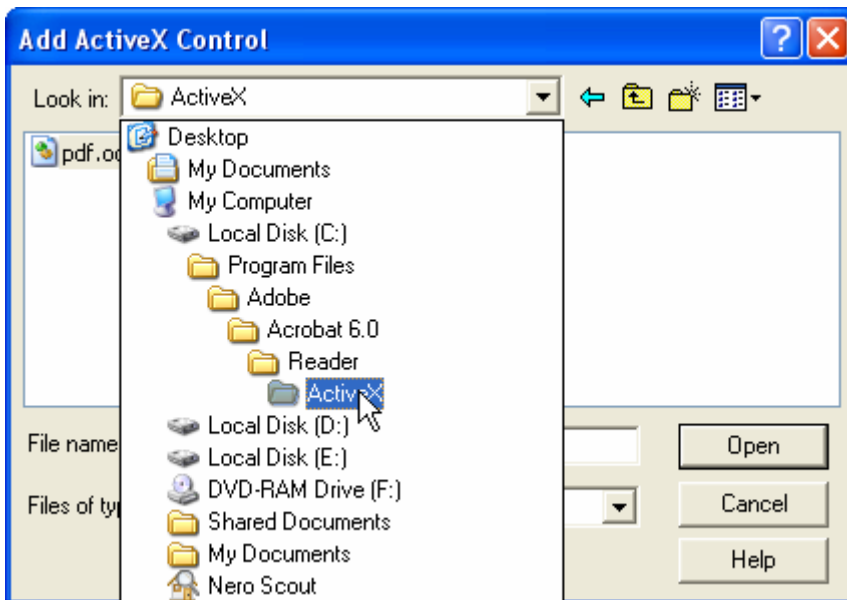 Add ActiveX Control
Look in: ActiveX
Desktop
pdf.oc
My Documents
My Computer
Local Disk (C:)
Program Files
Adobe
Acrobat 6.0
Reader
ActiveX
Local Disk (D:)
File name
Open
Local Disk (E:)
DVD-RAM Drive (F:)
Files of ty
Cancel
Shared Documents
My Documents
Help
Nero Scout